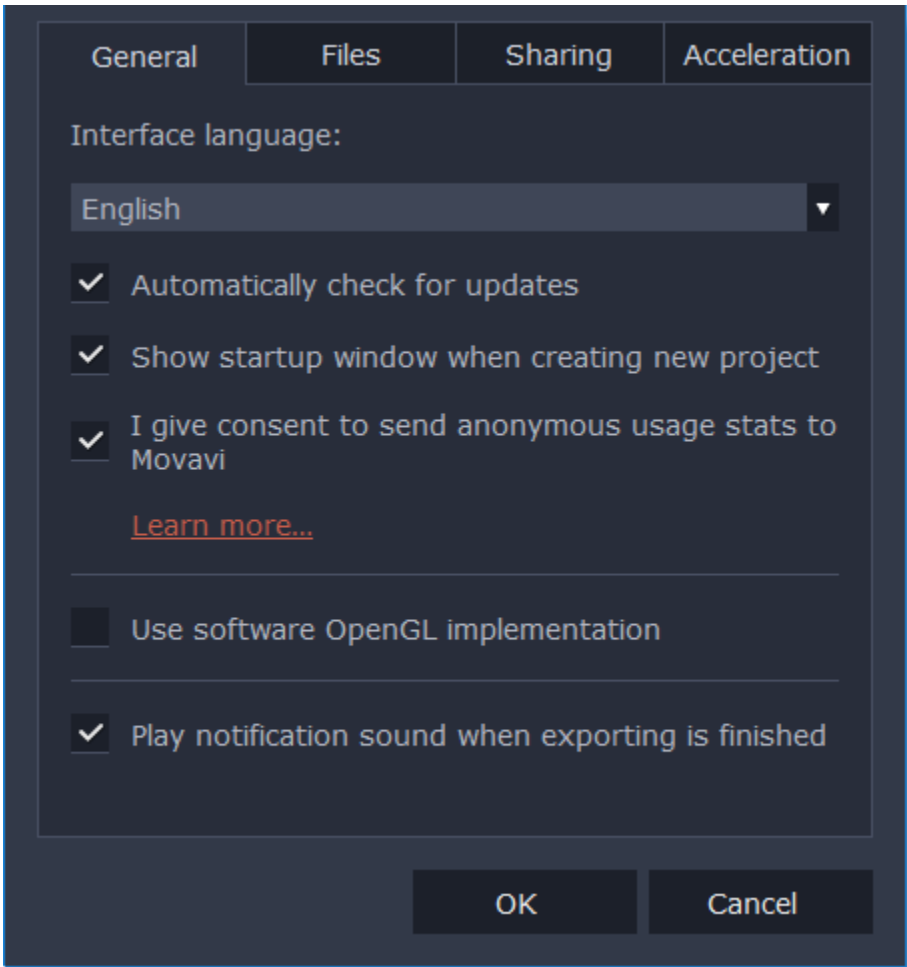 General Files Sharing Acceleration
Interface language:
English
Automatically check for updates
Show startup window when creating new project
I give consent to send anonymous usage stats to
Movavi
Learn more...
Use software OpenGL implementation
Play notification sound when exporting is finished
OK Cancel